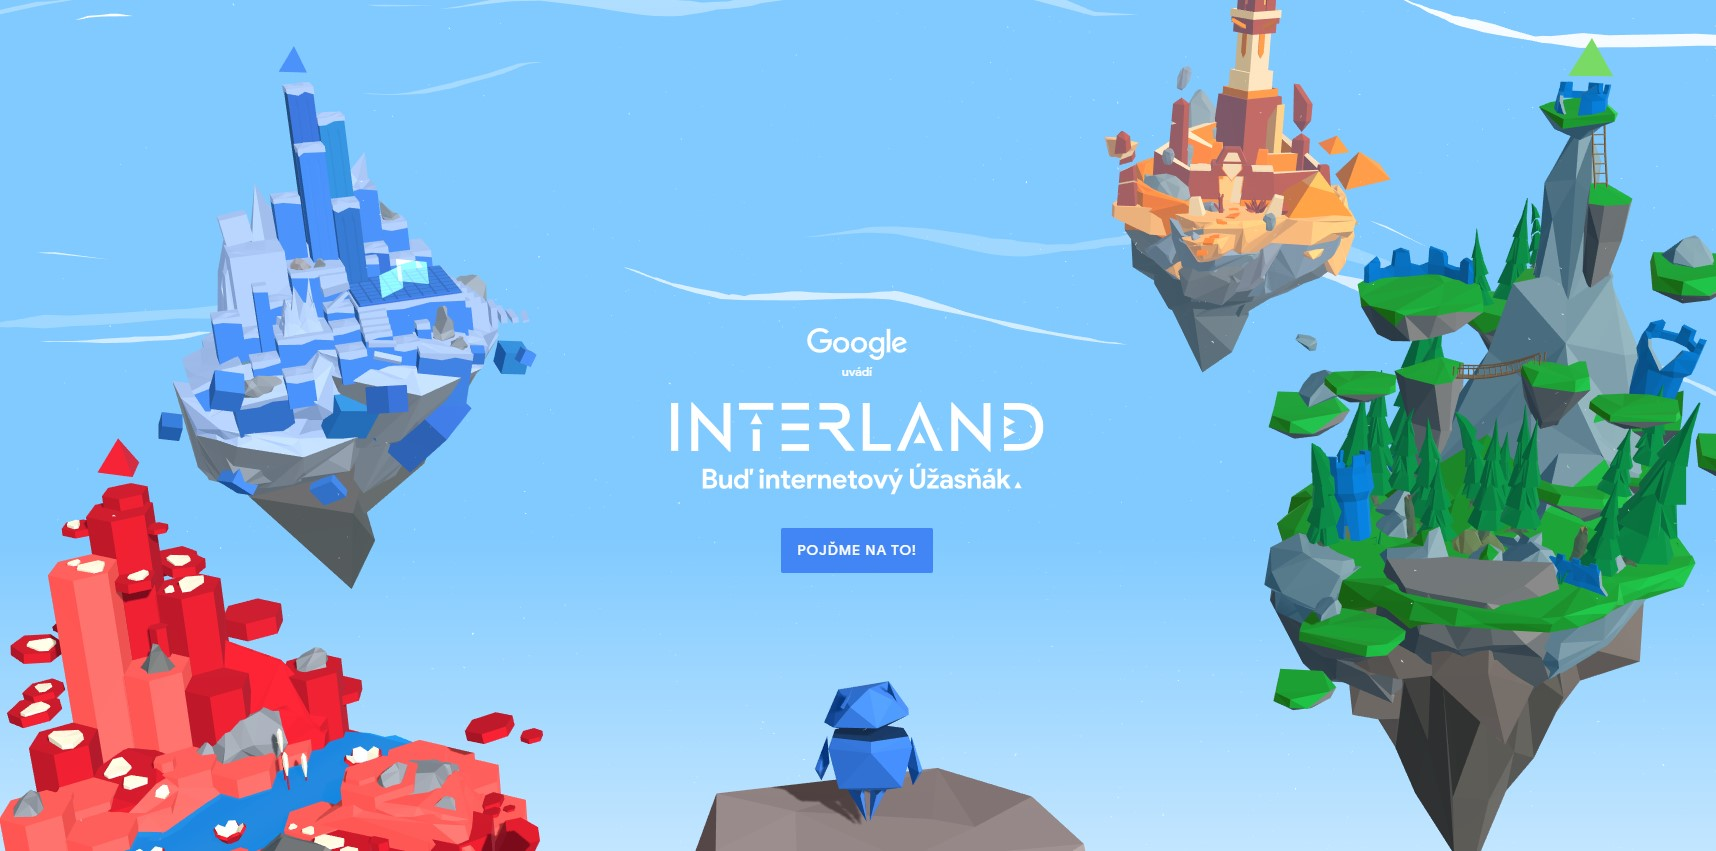 Google
uvádí
INTERLAND
Buď internetový Úžasňák
POJĎME NA TO!